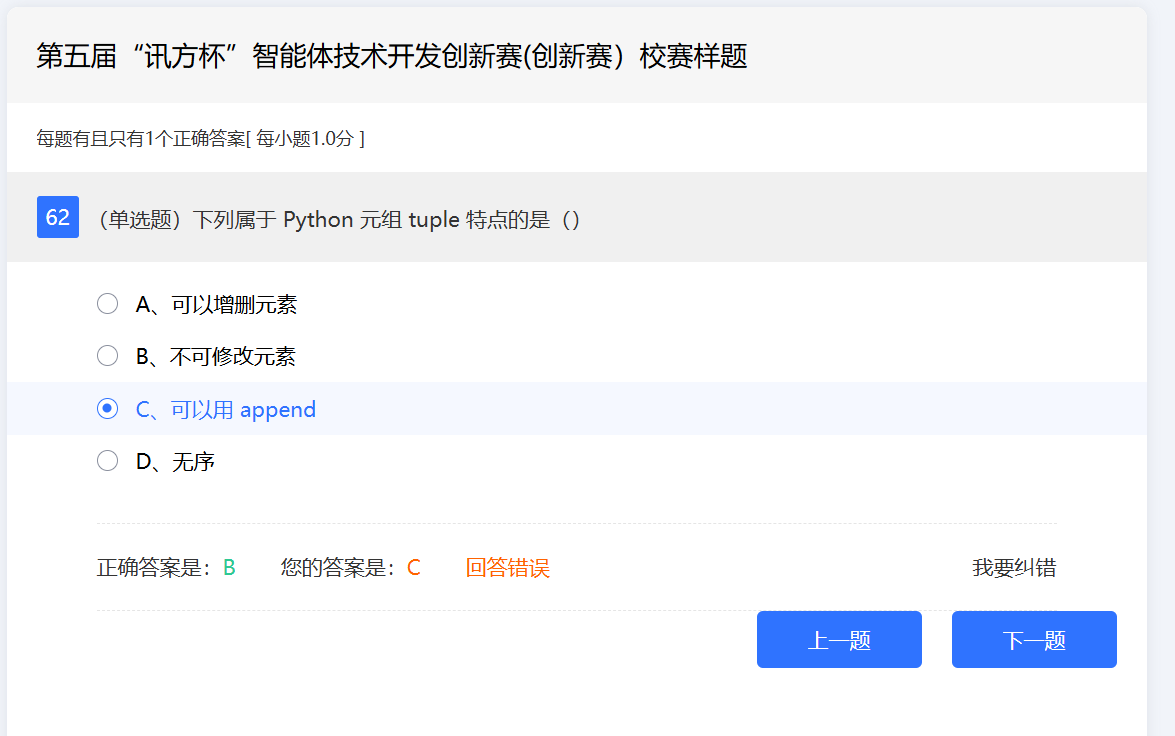 第五届“讯方杯”智能体技术开发创新赛(创新赛）校赛样题
每题有且只有1个正确答案[ 每小题1.0分 ]
62 （单选题）下列属于 Python 元组 tuple 特点的是（）
A、可以增删元素
B、不可修改元素
C、可以用 append
D、无序
正确答案是：B 您的答案是：C 回答错误 我要纠错
上一题 下一题